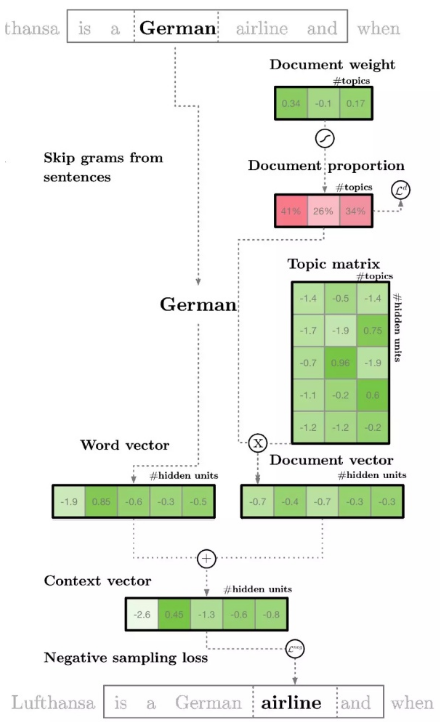 thansa is a German airline and when
Document weight
#topics
0.34 -0.1 0.17
Skip grams from
sentences
Document proportion
#topics
41% 26% 34%
Topic matrix
#topics
#hidden units
-1.4 -0.5 -1.4
-1.7 -1.9 0.75
-0.7 0.96 -1.9
-1.1 -0.2 0.6
-1.2 -1.2 -0.2
German
X
Word vector
#hidden units
-1.9 0.85 -0.6 -0.3 -0.5
Document vector
#hidden units
-0.7 -0.4 -0.7 -0.3 -0.3
+
Context vector
#hidden units
-2.6 0.45 -1.3 -0.6 -0.8
Negative sampling loss
Lufthansa is a German airline and when